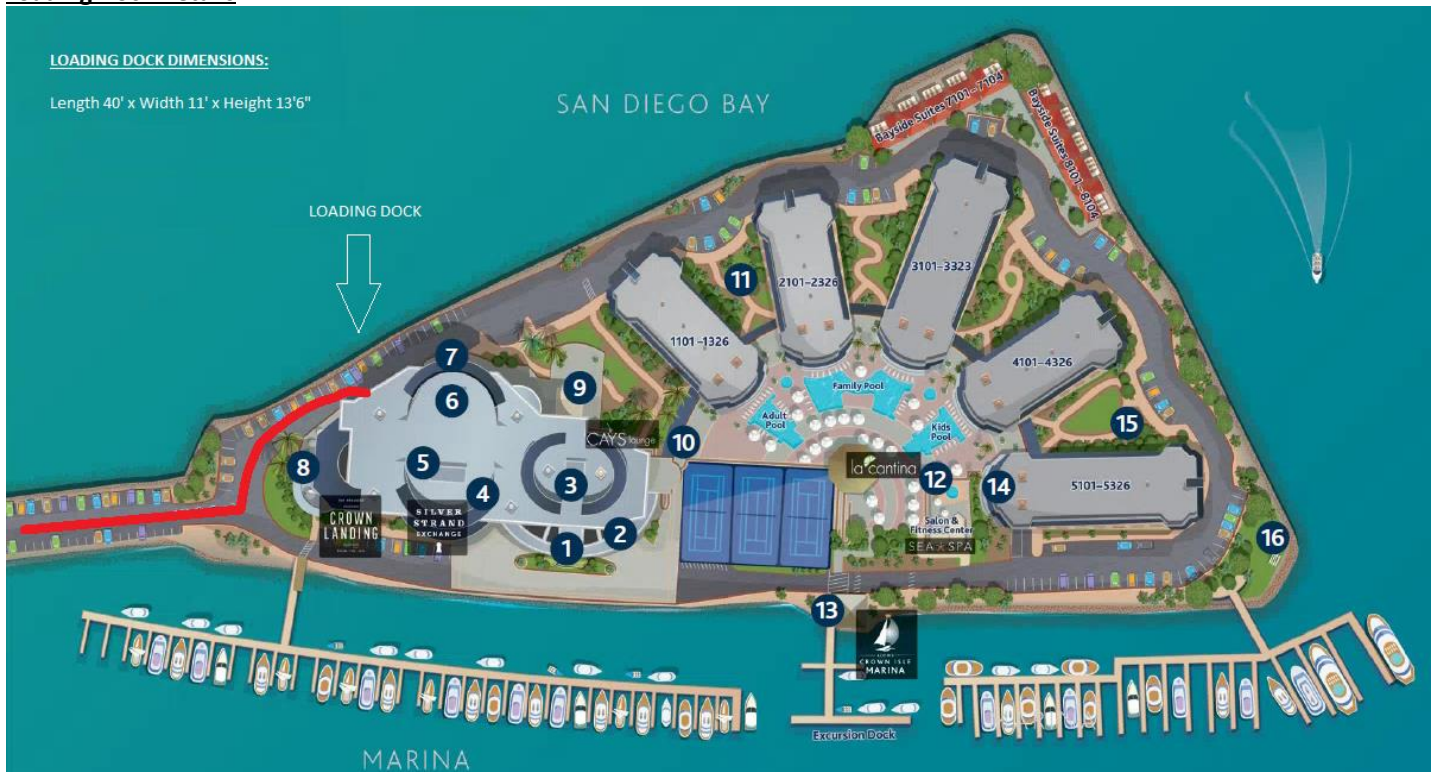 LOADING DOCK DIMENSIONS:
Length 40' x Width 11' x Height 13'6"
SAN DIEGO BAY
LOADING DOCK
Bayside Suites 7101 - 7104
Bayside Suites 8101 - 8104
11
2101-2326
3101-3323
1101-1326
4101-4326
7
6
9
Family Pool
Adult
Pool
Kids
Pool
15
CAYS lounge
10
8
5
4
3
la cantina
12
14
5101-5326
CROWN
LANDING
SILVER
STRAND
EXCHANGE
1
2
Salon &
Fitness Center
SEA SPA
16
13
CROWN ISLE
MARINA
Excursion Dock
MARINA